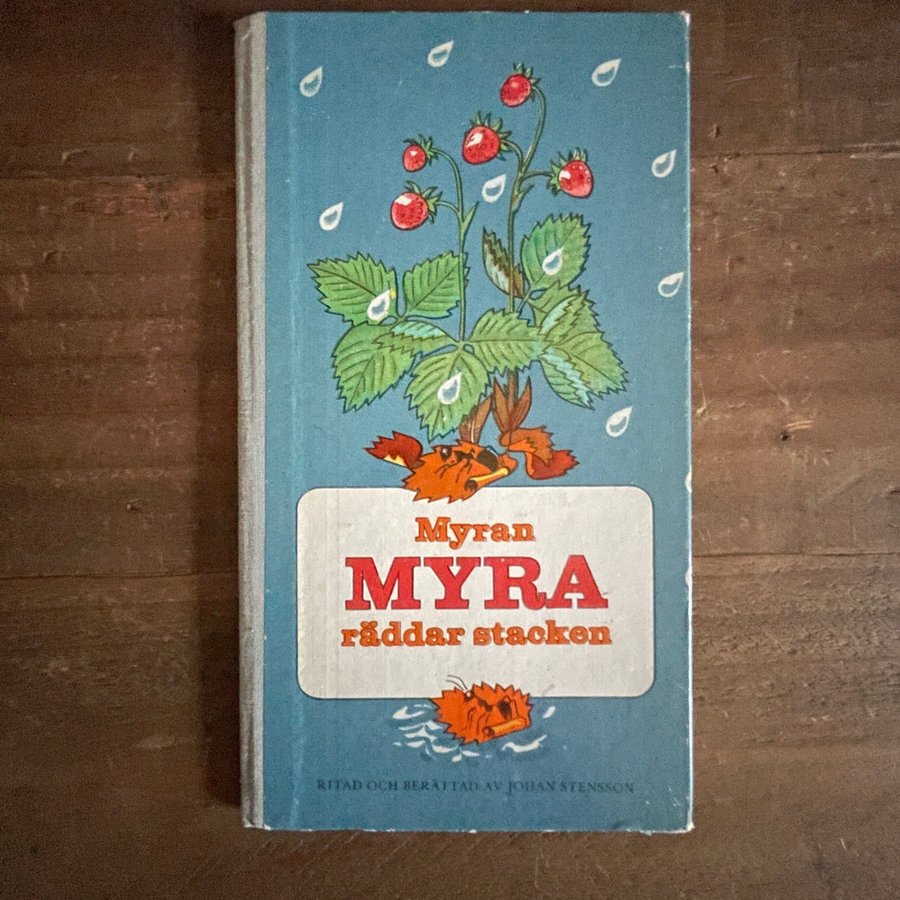 Myran
MYRA
räddar stacken
RITAD OCH BERÄTTAD AV JOHAN STENSSON